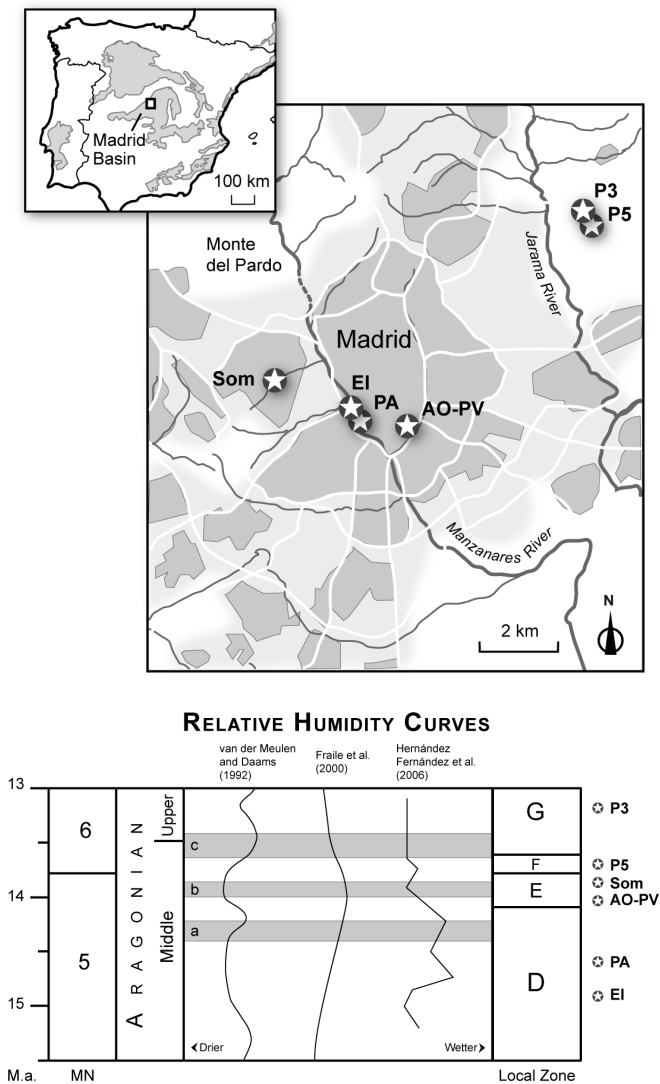 Madrid
Basin
100 km
Monte
del Pardo
P3
P5
Jarama River
Madrid
Som
EI
PA
AO-PV
Manzanares River
2 km
N
RELATIVE HUMIDITY CURVES
van der Meulen
and Daams
(1992)
Fraile et al.
(2000)
Hernández
Fernández et al.
(2006)
13
14
15
M.a.
6
5
MN
ARAGONIAN
Upper
Middle
c
b
a
Drier
Wetter
G
F
E
D
Local Zone
P3
P5
Som
AO-PV
PA
EI